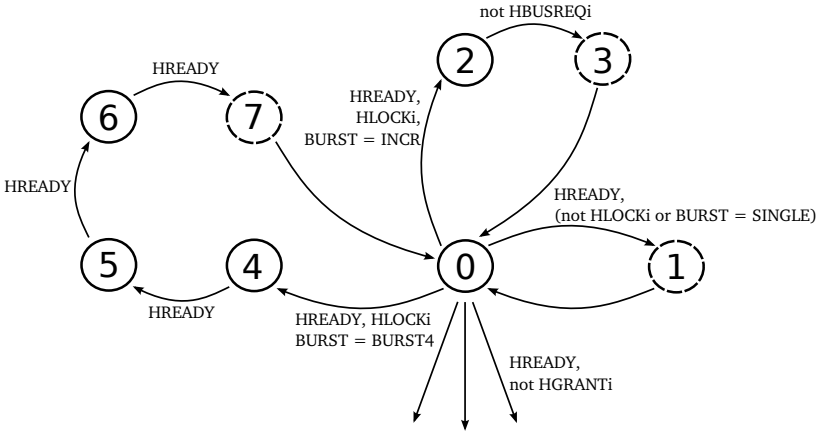 not HBUSREQi
2
3
HREADY
6
7
HREADY,
HLOCKi,
BURST = INCR
HREADY
HREADY,
(not HLOCKi or BURST = SINGLE)
5
4
0
1
HREADY
HREADY, HLOCKi
BURST = BURST4
HREADY,
not HGRANTi